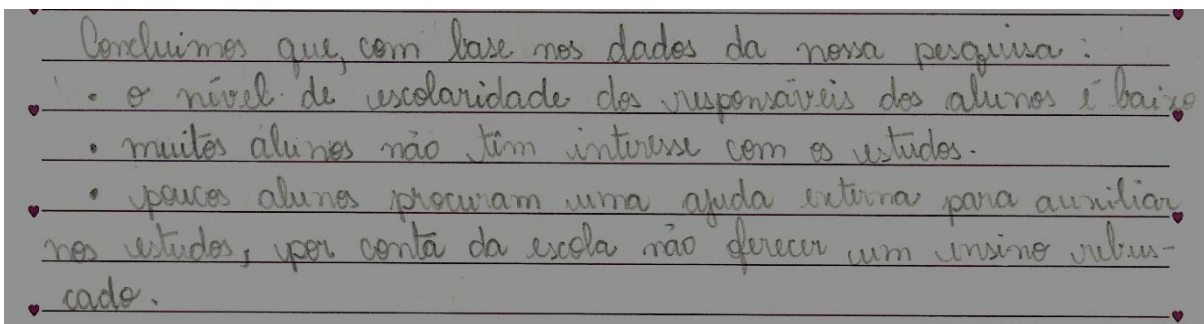 Concluimos que, com base nos dados da nossa pesquisa:
• o nível de escolaridade dos responsáveis dos alunos é baixo
• muitos alunos não têm interesse com os estudos.
• poucos alunos procuram uma ajuda externa para auxiliar
nos estudos, por conta da escola não oferecer um ensino rebus-
cado.